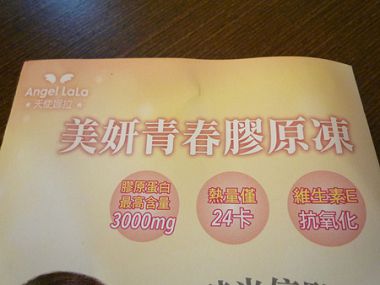 Angel LaLa
★天使娜拉★
美妍青春膠原凍
膠原蛋白
最高含量
3000mg
熱量僅
24卡
維生素E
抗氧化